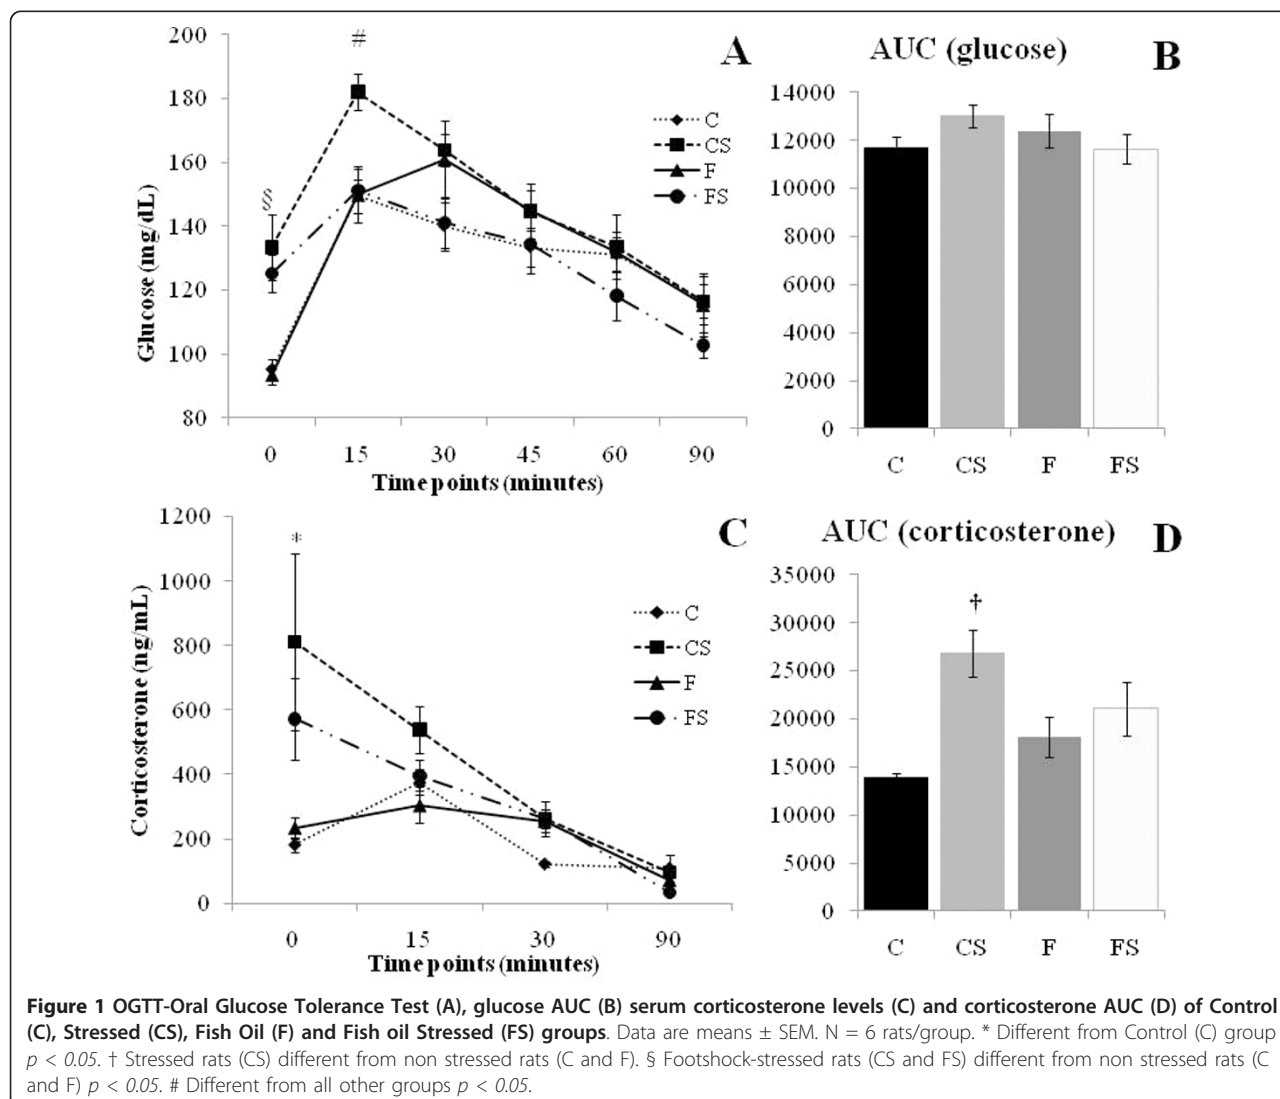 A
200
180
160
140
120
100
80
Glucose (mg/dL)
#
§
C
CS
F
FS
0 15 30 45 60 90
Time points (minutes)
AUC (glucose) B
14000
12000
10000
8000
6000
4000
2000
0
C CS F FS
C
1200
1000
800
600
400
200
0
Corticosterone (ng/mL)
*
C
CS
F
FS
0 15 30 90
Time points (minutes)
AUC (corticosterone) D
35000
30000
25000
20000
15000
10000
5000
0
†
C CS F FS
Figure 1 OGTT-Oral Glucose Tolerance Test (A), glucose AUC (B) serum corticosterone levels (C) and corticosterone AUC (D) of Control
(C), Stressed (CS), Fish Oil (F) and Fish oil Stressed (FS) groups. Data are means ± SEM. N = 6 rats/group. * Different from Control (C) group
p < 0.05. † Stressed rats (CS) different from non stressed rats (C and F). § Footshock-stressed rats (CS and FS) different from non stressed rats (C
and F) p < 0.05. # Different from all other groups p < 0.05.